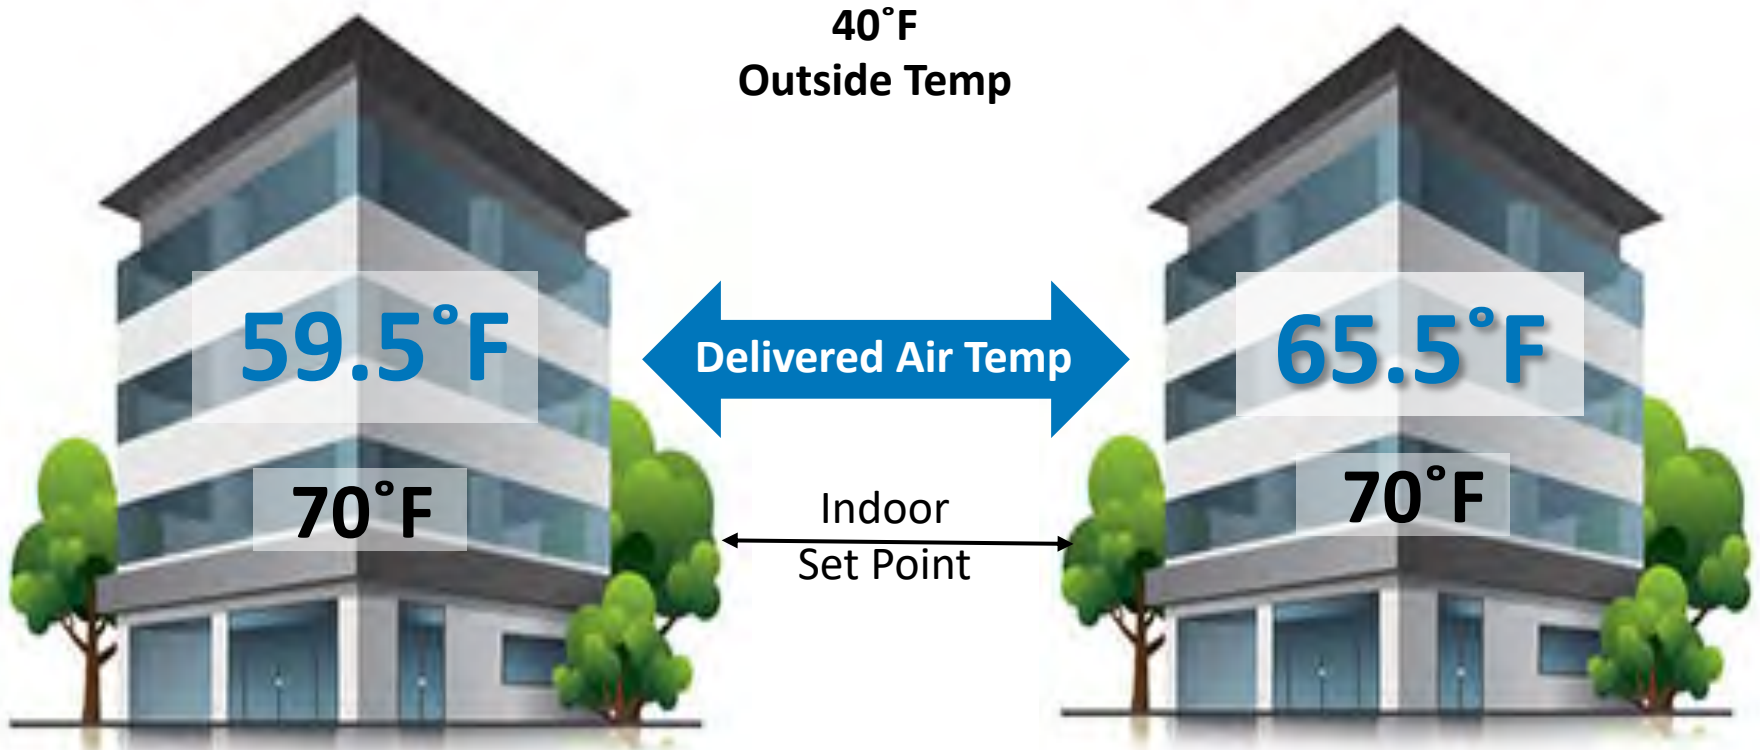 40˚F
Outside Temp
59.5˚F
Delivered Air Temp
65.5˚F
70˚F
Indoor
Set Point
70˚F